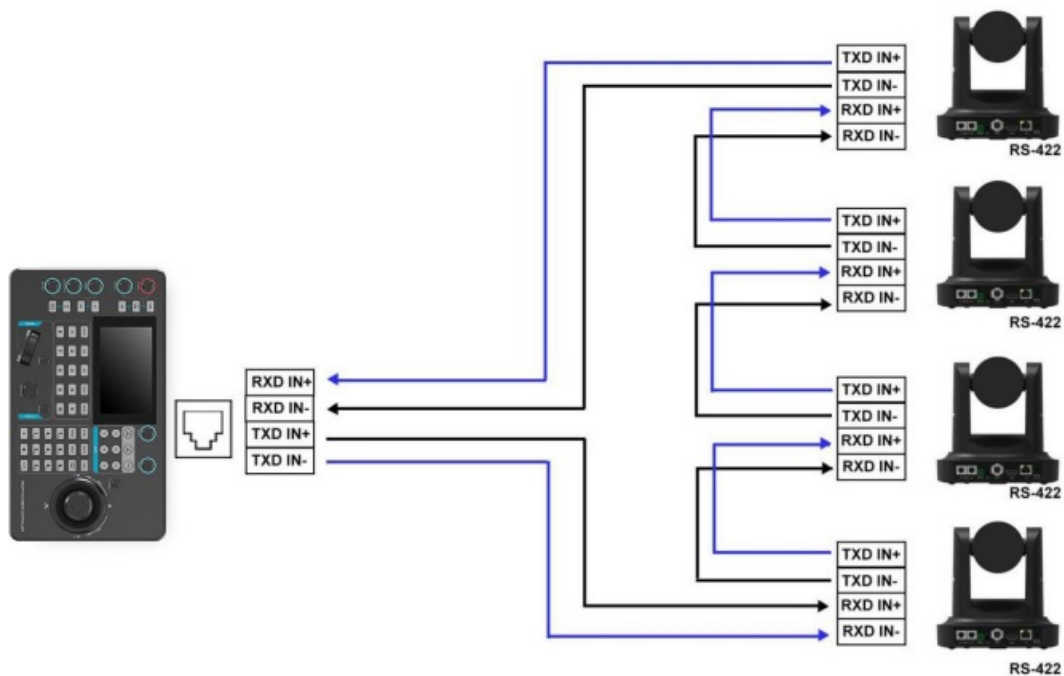 TXD IN+
TXD IN-
RXD IN+
RXD IN-
RS-422
TXD IN+
TXD IN-
RXD IN+
RXD IN-
RS-422
RXD IN+
RXD IN-
TXD IN+
TXD IN-
TXD IN+
TXD IN-
RXD IN+
RXD IN-
RS-422
TXD IN+
TXD IN-
RXD IN+
RXD IN-
RS-422